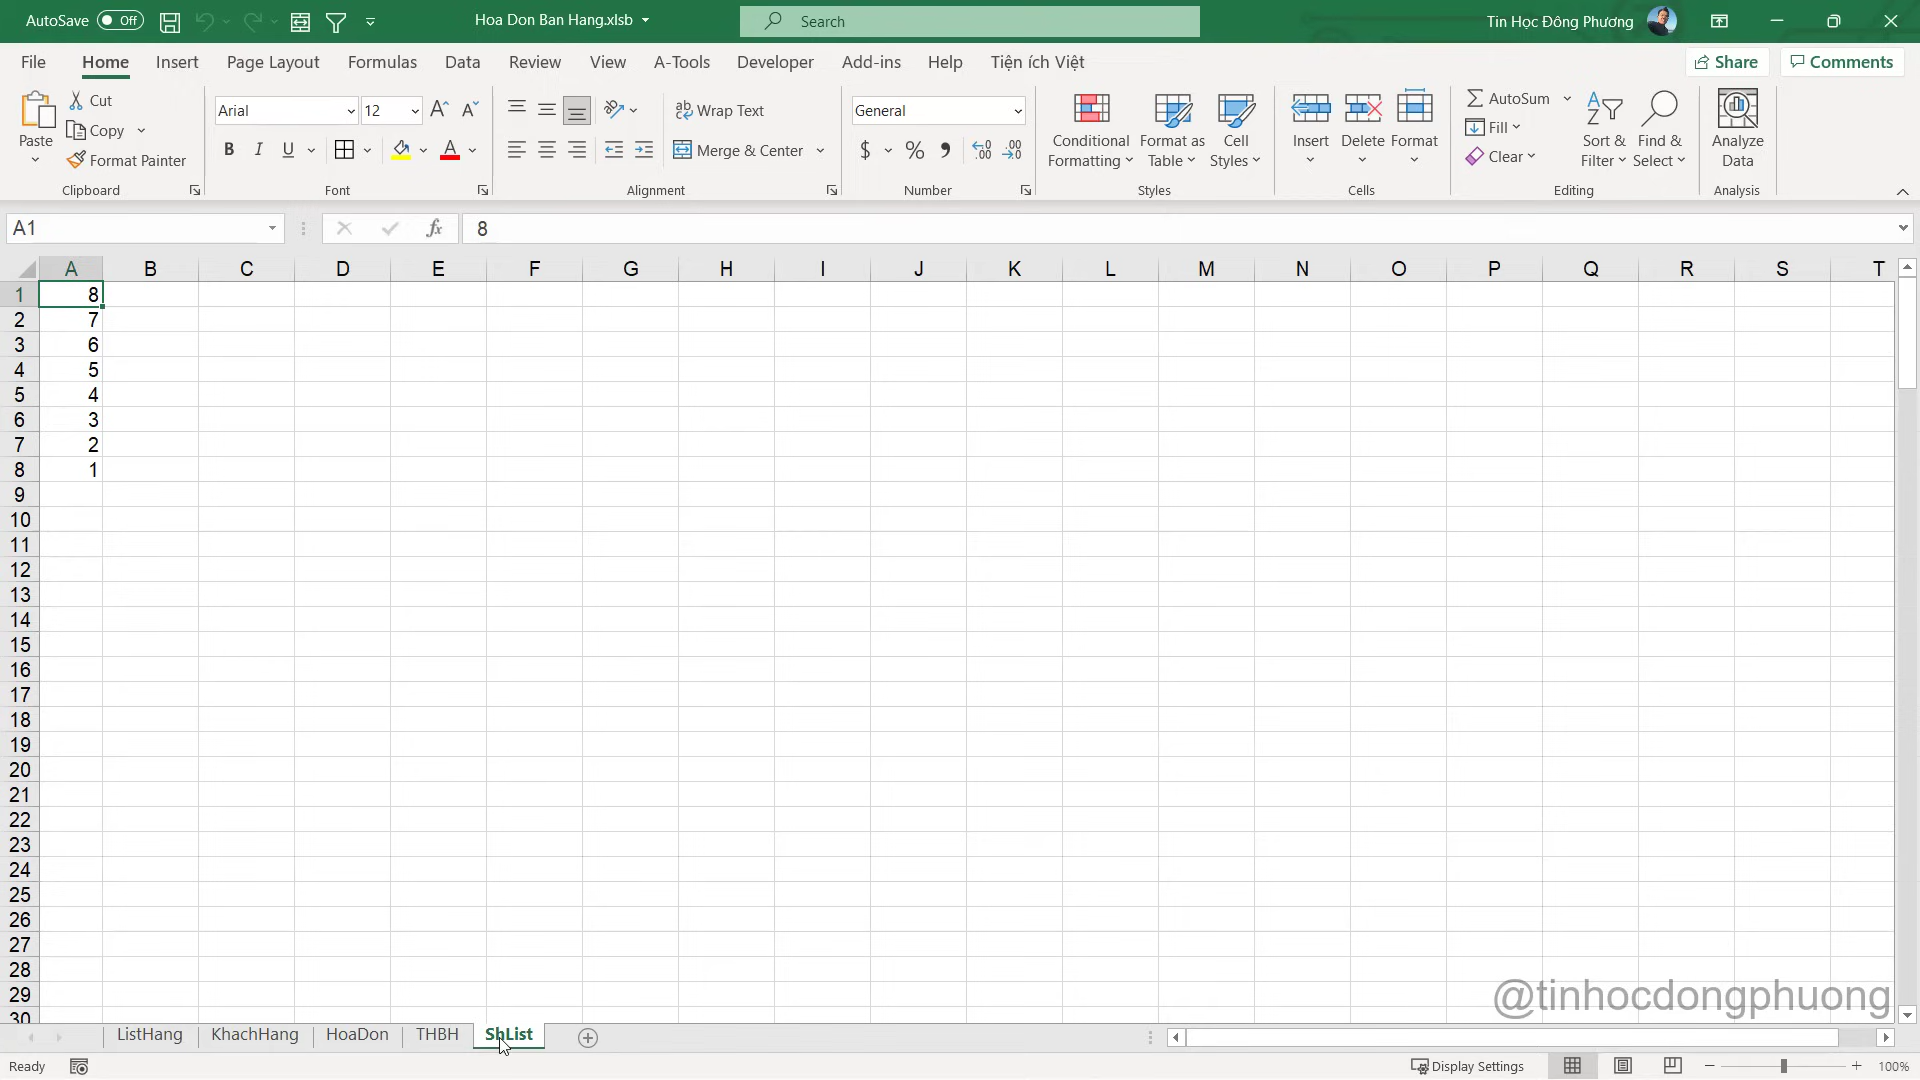 AutoSave Off Hoa Don Ban Hang.xlsb Search Tin Học Đông Phương
File Home Insert Page Layout Formulas Data Review View A-Tools Developer Add-ins Help Tiện ích Việt Share Comments
Paste Cut Copy Format Painter Clipboard
Arial 12 B I U A Font
Wrap Text Merge & Center Alignment
General $ % , Number
Conditional Formatting Format as Table Cell Styles Styles
Insert Delete Format Cells
AutoSum Fill Clear Sort & Filter Find & Select Editing
Analyze Data Analysis
A1 fx 8
A B C D E F G H I J K L M N O P Q R S T
1 8
2 7
3 6
4 5
5 4
6 3
7 2
8 1
9
10
11
12
13
14
15
16
17
18
19
20
21
22
23
24
25
26
27
28
29
30
@tinhocdongphuong
ListHang KhachHang HoaDon THBH ShList
Ready Display Settings 100%